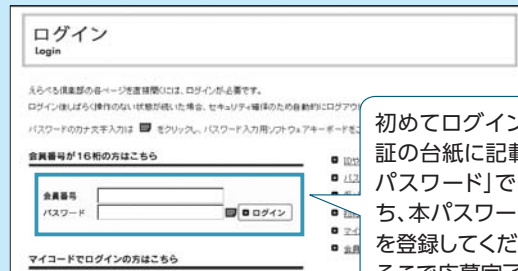 ログイン
Login
えらべる倶楽部の各ページを直接開くには、ログインが必要です。
ログイン後しばらく操作のない状態が続いた場合、セキュリティ確保のため自動的にログアウ
パスワードのカナ文字入力は をクリックし、パスワード入力用ソフトウェアキーボードをご
会員番号が16桁の方はこちら
会員番号
パスワード
ログイン
マイコードでログインの方はこちら
初めてログイン
証の台紙に記載
パスワード」で
ち、本パスワー
を登録してくだ